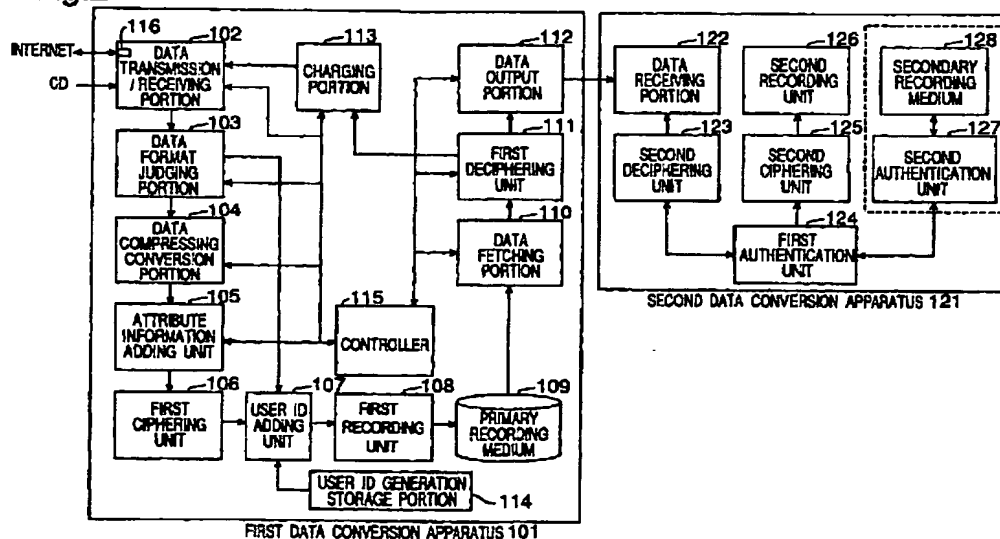 INTERNET
CD
116
102
DATA
TRANSMISSION
/ RECEIVING
PORTION
103
DATA
FORMAT
JUDGING
PORTION
104
DATA
COMPRESSING
CONVERSION
PORTION
105
ATTRIBUTE
INFORMATION
ADDING UNIT
106
FIRST
CIPHERING
UNIT
107
USER ID
ADDING
UNIT
108
FIRST
RECORDING
UNIT
109
PRIMARY
RECORDING
MEDIUM
USER ID GENERATION
STORAGE PORTION
114
113
CHARGING
PORTION
115
CONTROLLER
112
DATA
OUTPUT
PORTION
111
FIRST
DECIPHERING
UNIT
110
DATA
FETCHING
PORTION
FIRST DATA CONVERSION APPARATUS 101
122
DATA
RECEIVING
PORTION
123
SECOND
DECIPHERING
UNIT
126
SECOND
RECORDING
UNIT
125
SECOND
CIPHERING
UNIT
124
FIRST
AUTHENTICATION
UNIT
128
SECONDARY
RECORDING
MEDIUM
127
SECOND
AUTHENTICATION
UNIT
SECOND DATA CONVERSION APPARATUS 121